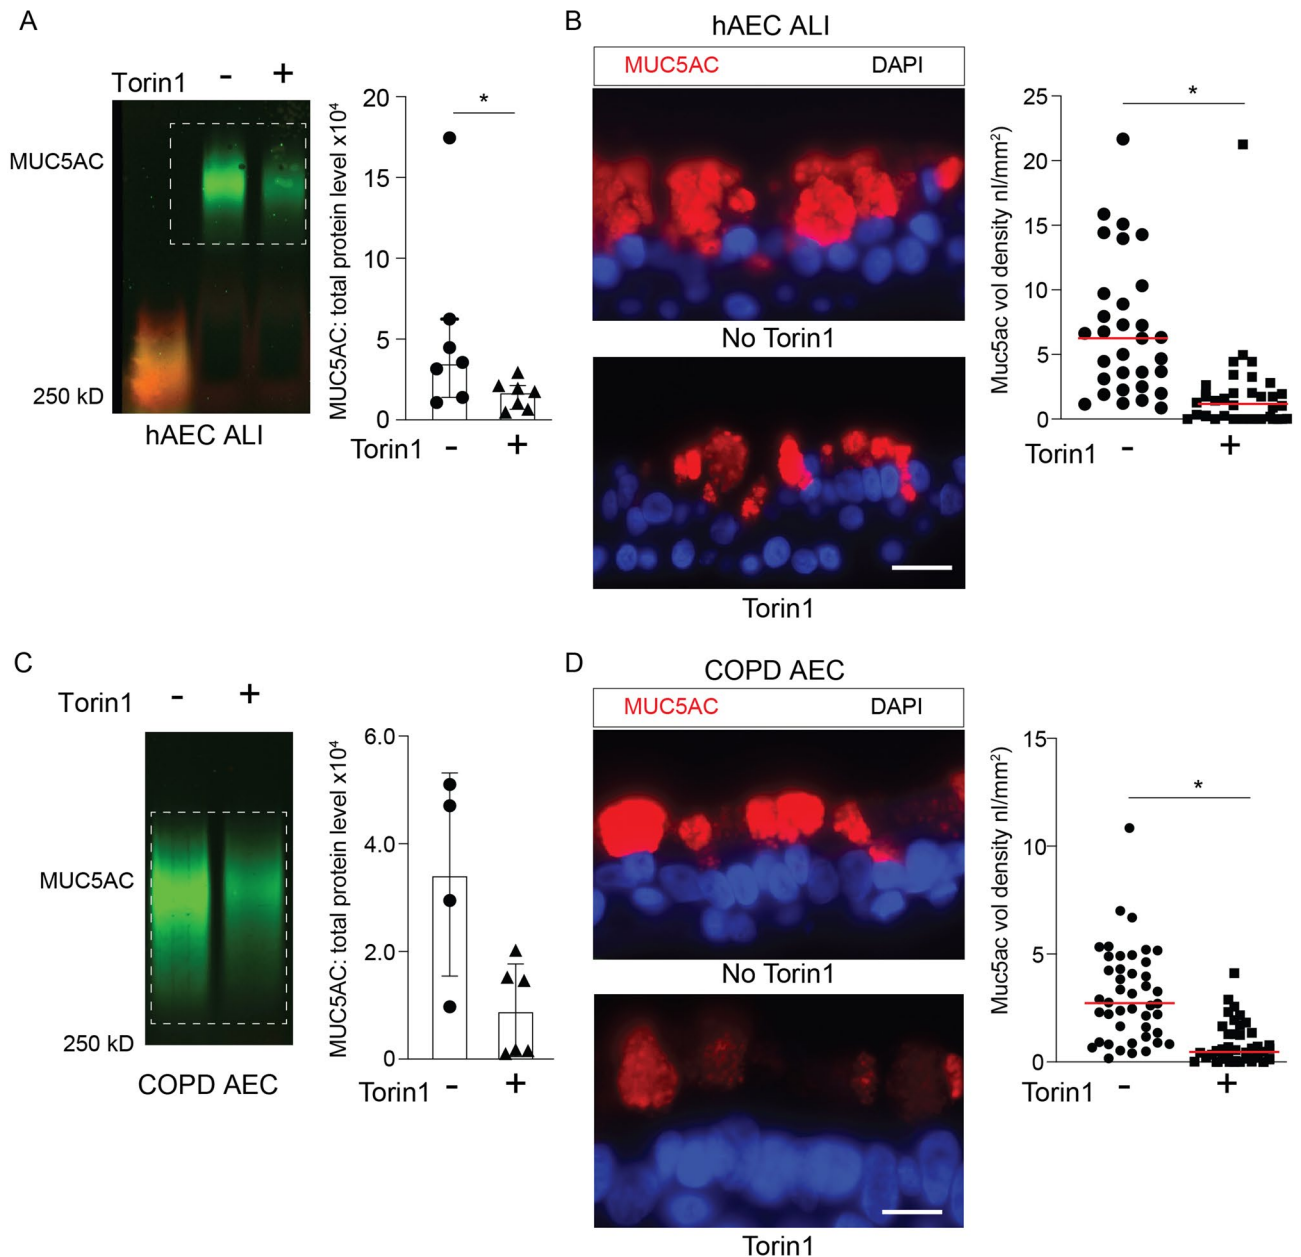 A
Torin1 - +
MUC5AC
250 kD
hAEC ALI
MUC5AC: total protein level x10⁴
20
15
10
5
0
*
Torin1 - +
B
hAEC ALI
MUC5AC DAPI
No Torin1
Torin1
Muc5ac vol density nl/mm²)
25
20
15
10
5
0
*
Torin1 - +
C
Torin1 - +
MUC5AC
250 kD
COPD AEC
MUC5AC: total protein level x10⁴
6.0
4.0
2.0
0
Torin1 - +
D
COPD AEC
MUC5AC DAPI
No Torin1
Torin1
Muc5ac vol density nl/mm²)
15
10
5
0
*
Torin1 - +